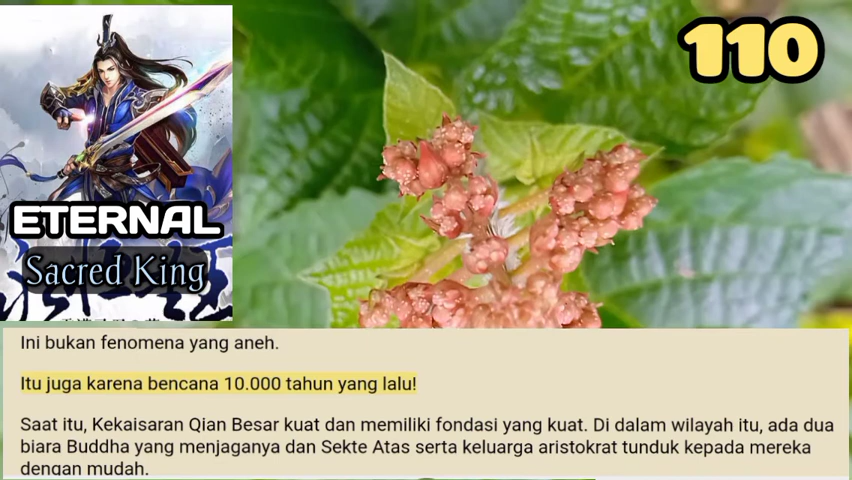 110
ETERNAL
Sacred King
Ini bukan fenomena yang aneh.
Itu juga karena bencana 10.000 tahun yang lalu!
Saat itu, Kekaisaran Qian Besar kuat dan memiliki fondasi yang kuat. Di dalam wilayah itu, ada dua
biara Buddha yang menjaganya dan Sekte Atas serta keluarga aristokrat tunduk kepada mereka
dengan mudah.